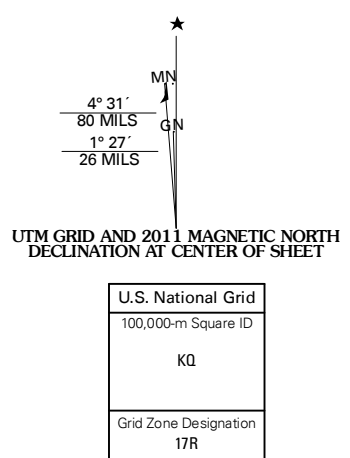 MN
4° 31´
80 MILS
GN
1° 27´
26 MILS
UTM GRID AND 2011 MAGNETIC NORTH
DECLINATION AT CENTER OF SHEET
U.S. National Grid
100,000-m Square ID
KQ
Grid Zone Designation
17R